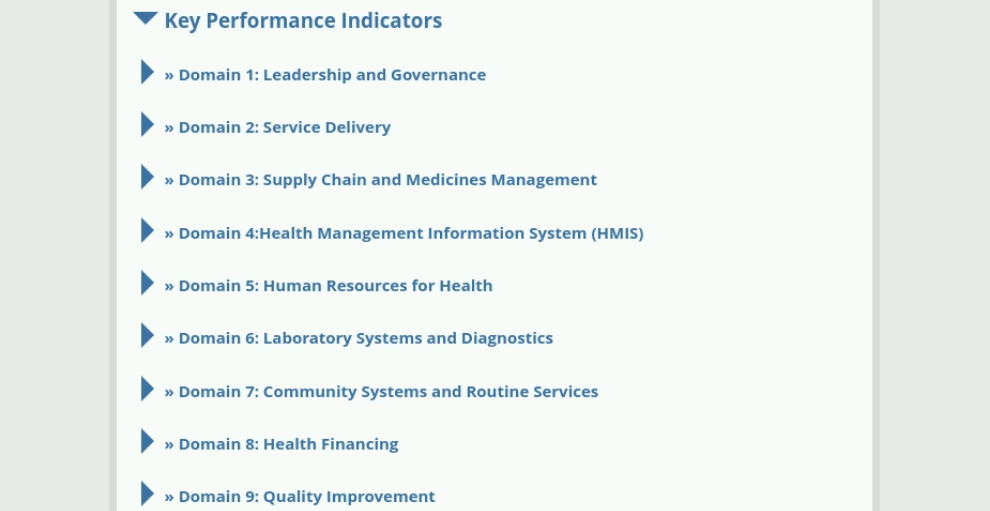 Key Performance Indicators
» Domain 1: Leadership and Governance
» Domain 2: Service Delivery
» Domain 3: Supply Chain and Medicines Management
» Domain 4:Health Management Information System (HMIS)
» Domain 5: Human Resources for Health
» Domain 6: Laboratory Systems and Diagnostics
» Domain 7: Community Systems and Routine Services
» Domain 8: Health Financing
» Domain 9: Quality Improvement